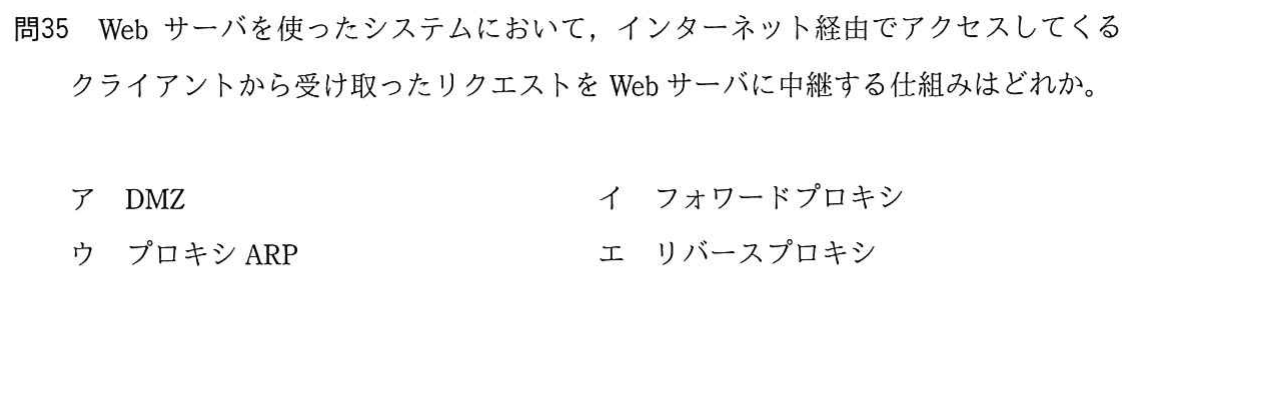 問35 Web サーバを使ったシステムにおいて，インターネット経由でアクセスしてくる
クライアントから受け取ったリクエストを Web サーバに中継する仕組みはどれか。
ア DMZ イ フォワードプロキシ
ウ プロキシ ARP エ リバースプロキシ